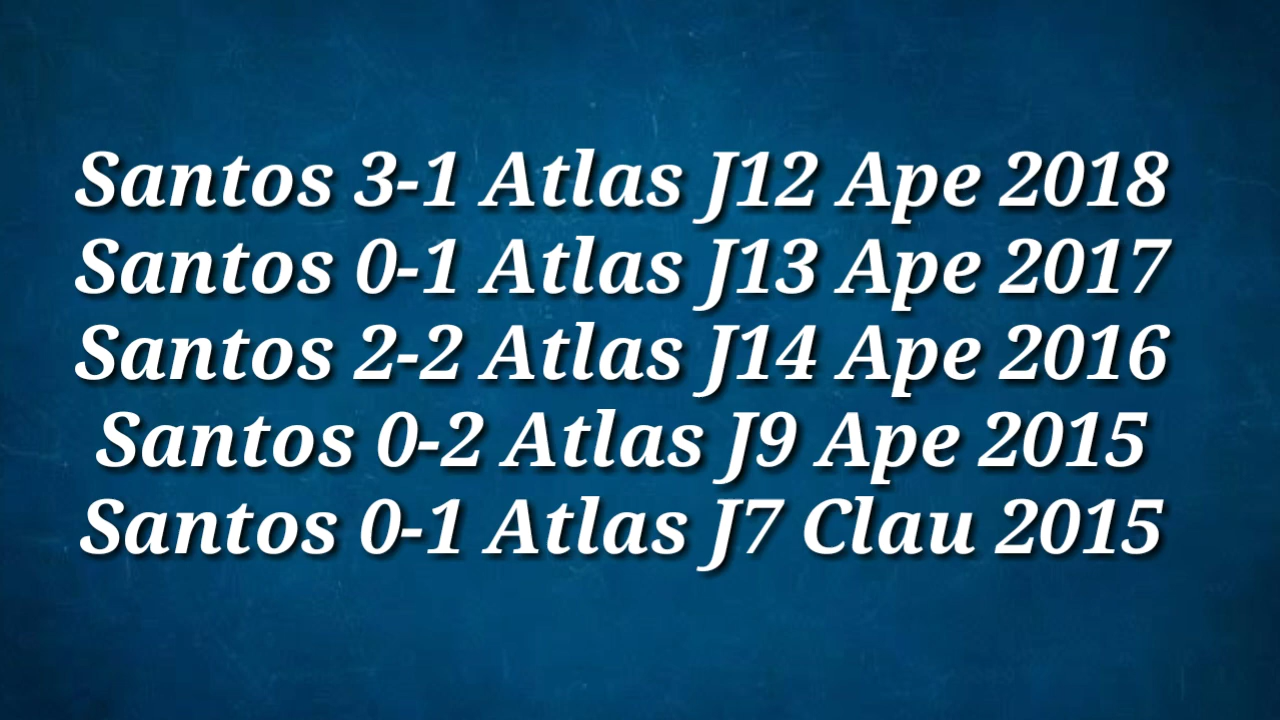 Santos 3-1 Atlas J12 Ape 2018
Santos 0-1 Atlas J13 Ape 2017
Santos 2-2 Atlas J14 Ape 2016
Santos 0-2 Atlas J9 Ape 2015
Santos 0-1 Atlas J7 Clau 2015